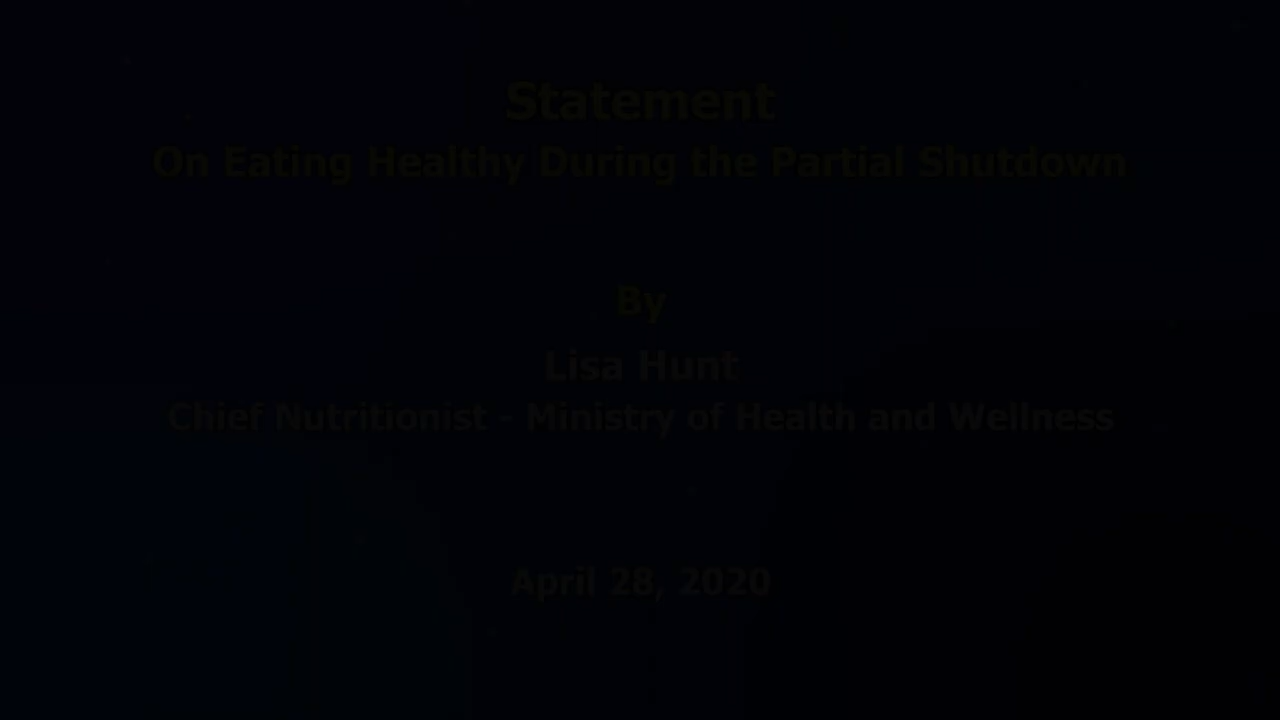 Statement
On Eating Healthy During the Partial Shutdown
By
Lisa Hunt
Chief Nutritionist - Ministry of Health and Wellness
April 28, 2020